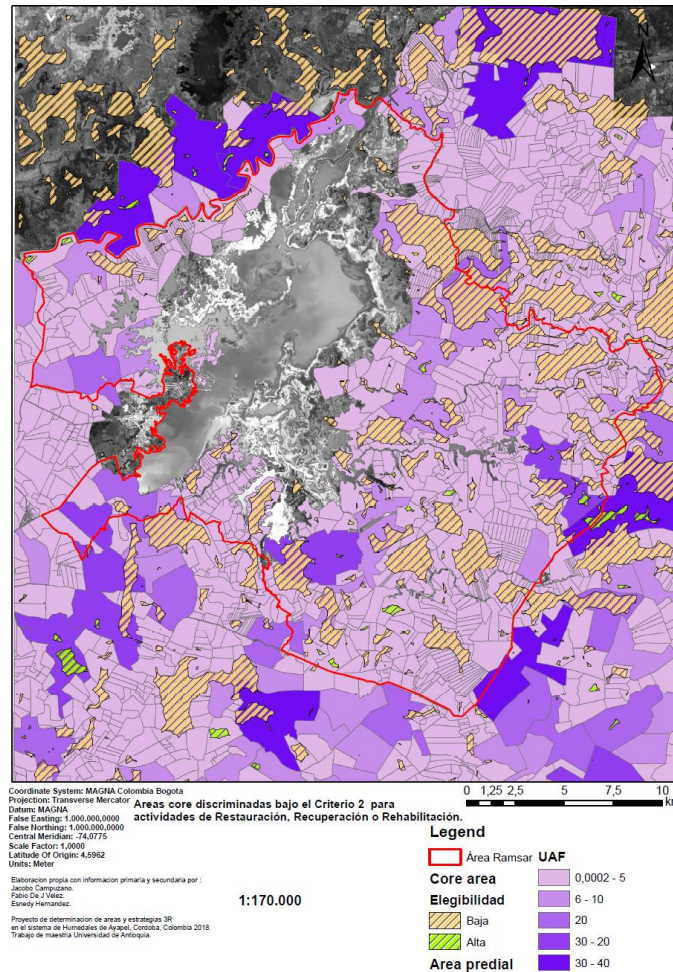 N
Coordinate System: MAGNA Colombia Bogota
Projection: Transverse Mercator
Datum: MAGNA
False Easting: 1.000.000,0000
False Northing: 1.000.000,0000
Central Meridian: -74,0775
Scale Factor: 1,0000
Latitude Of Origin: 4,5962
Units: Meter
Areas core discriminadas bajo el Criterio 2 para
actividades de Restauración, Recuperación o Rehabilitación.
Elaboracion propia con informacion primaria y secundaria por :
Jacobo Campuzano.
Fabio De J Velez.
Esnedy Hernandez.
Proyecto de determinacion de areas y estrategias 3R
en el sistema de Humedales de Ayapel, Cordoba, Colombia 2018.
Trabajo de maestría Universidad de Antioquia.
1:170.000
0 1,25 2,5 5 7,5 10
km
Legend
Área Ramsar
Core area
Elegibilidad
Baja
Alta
Area predial
UAF
0,0002 - 5
6 - 10
20
30 - 20
30 - 40